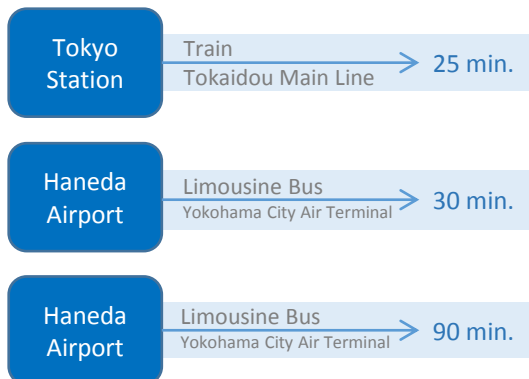 Tokyo
Station
Train
Tokaidou Main Line
25 min.
Haneda
Airport
Limousine Bus
Yokohama City Air Terminal
30 min.
Haneda
Airport
Limousine Bus
Yokohama City Air Terminal
90 min.